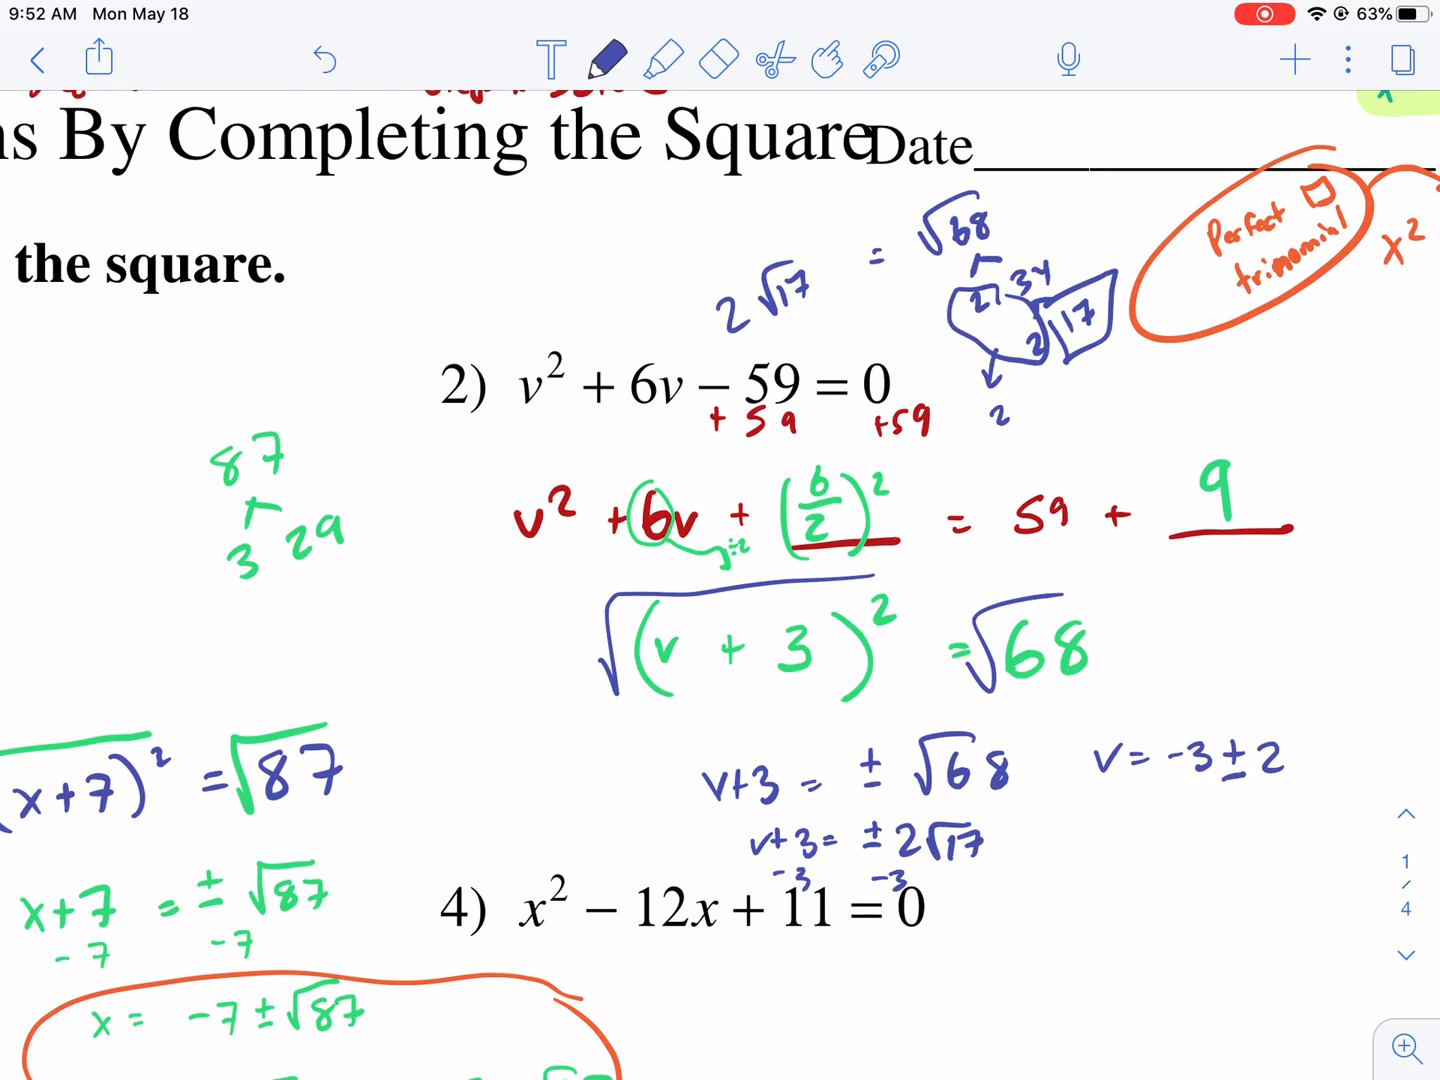 9:52 AM Mon May 18
63%
ns By Completing the Square
Date
the square.
Perfect □
trinomial
x²
2√17 = √68
2 34
2 17
2
2) v² + 6v − 59 = 0
+ 59 +59
87
3 29
v² + 6v + (6/2)² = 59 + 9
÷2
√(v + 3)² = √68
(x+7)² = √87
v+3 = ± √68
v = -3 ± 2
v+3 = ± 2√17
-3 -3
x+7 = ± √87
-7 -7
4) x² − 12x + 11 = 0
x = -7 ± √87
1
/
4